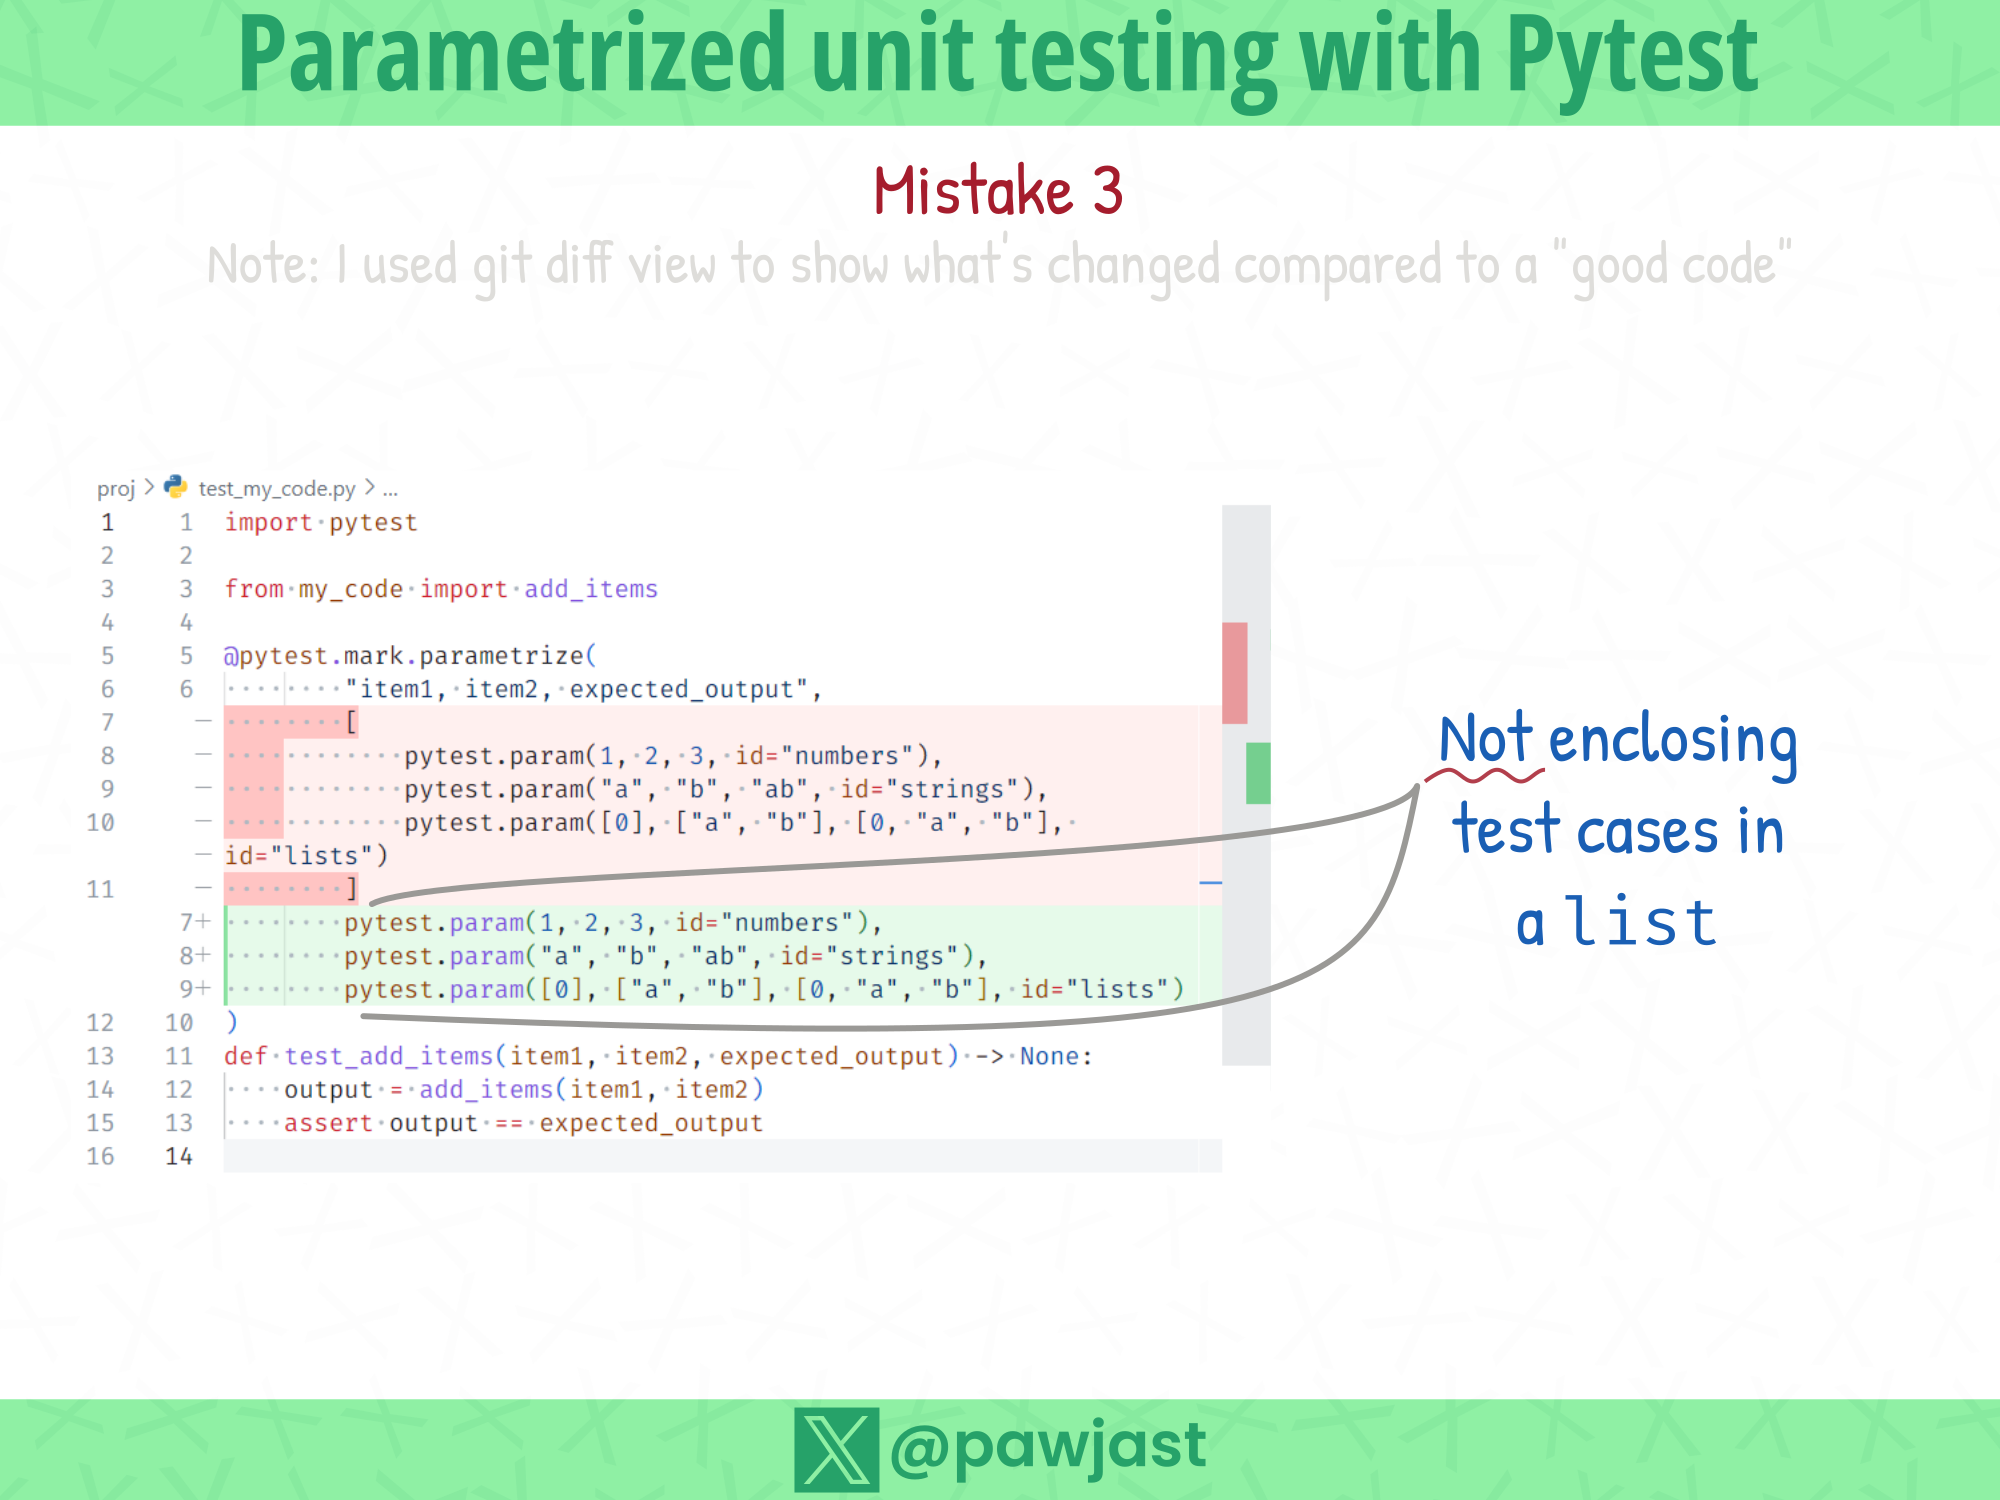 Parametrized unit testing with Pytest
Mistake 3
Note: I used git diff view to show what's changed compared to a "good code"
proj > test_my_code.py > ...
1 1 import pytest
2 2
3 3 from my_code import add_items
4 4
5 5 @pytest.mark.parametrize(
6 6 "item1, item2, expected_output",
7 — [
8 — pytest.param(1, 2, 3, id="numbers"),
9 — pytest.param("a", "b", "ab", id="strings"),
10 — pytest.param([0], ["a", "b"], [0, "a", "b"],
— id="lists")
11 — ]
7+ pytest.param(1, 2, 3, id="numbers"),
8+ pytest.param("a", "b", "ab", id="strings"),
9+ pytest.param([0], ["a", "b"], [0, "a", "b"], id="lists")
12 10 )
13 11 def test_add_items(item1, item2, expected_output) -> None:
14 12 output = add_items(item1, item2)
15 13 assert output == expected_output
16 14
Not enclosing
test cases in
a list
@pawjast